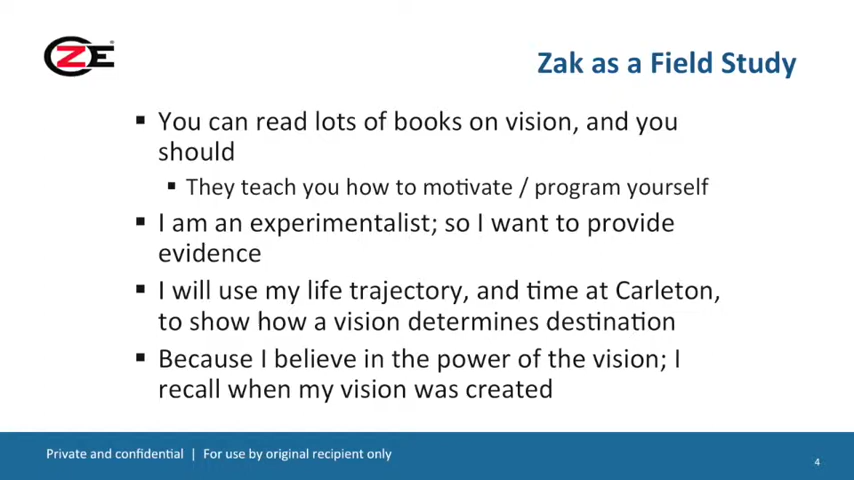 CZE
Zak as a Field Study
▪ You can read lots of books on vision, and you
should
▪ They teach you how to motivate / program yourself
▪ I am an experimentalist; so I want to provide
evidence
▪ I will use my life trajectory, and time at Carleton,
to show how a vision determines destination
▪ Because I believe in the power of the vision; I
recall when my vision was created
Private and confidential | For use by original recipient only
4